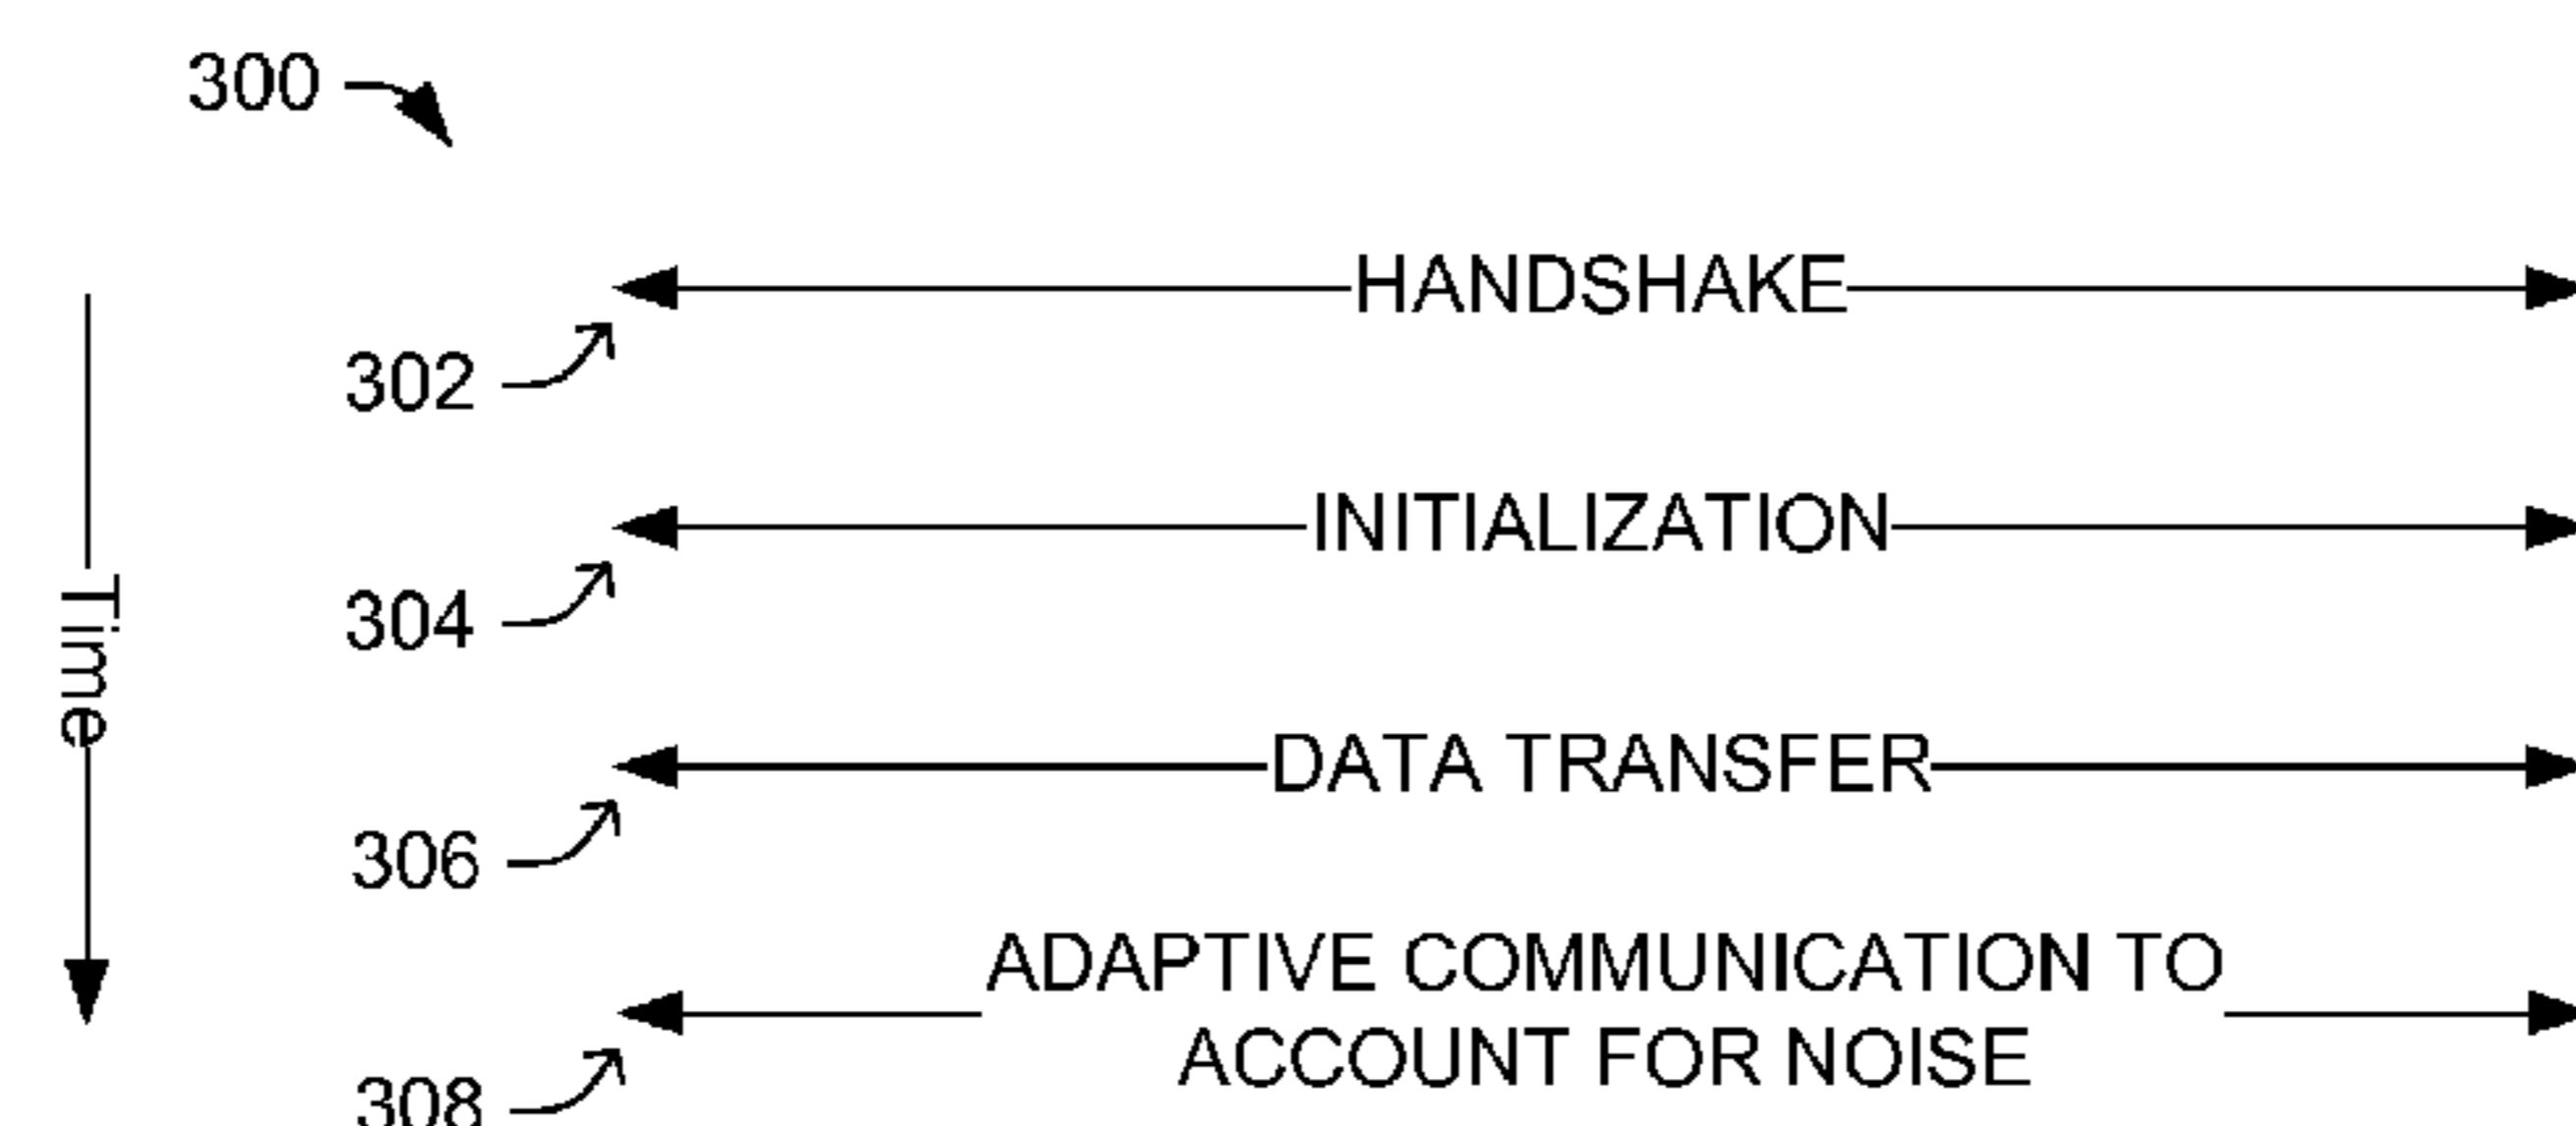 300
HANDSHAKE
302
INITIALIZATION
304
Time
DATA TRANSFER
306
ADAPTIVE COMMUNICATION TO
ACCOUNT FOR NOISE
308